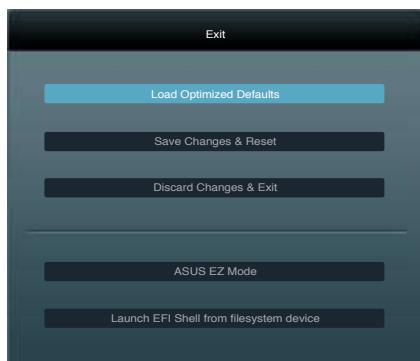 Exit
Load Optimized Defaults
Save Changes & Reset
Discard Changes & Exit
ASUS EZ Mode
Launch EFI Shell from filesystem device